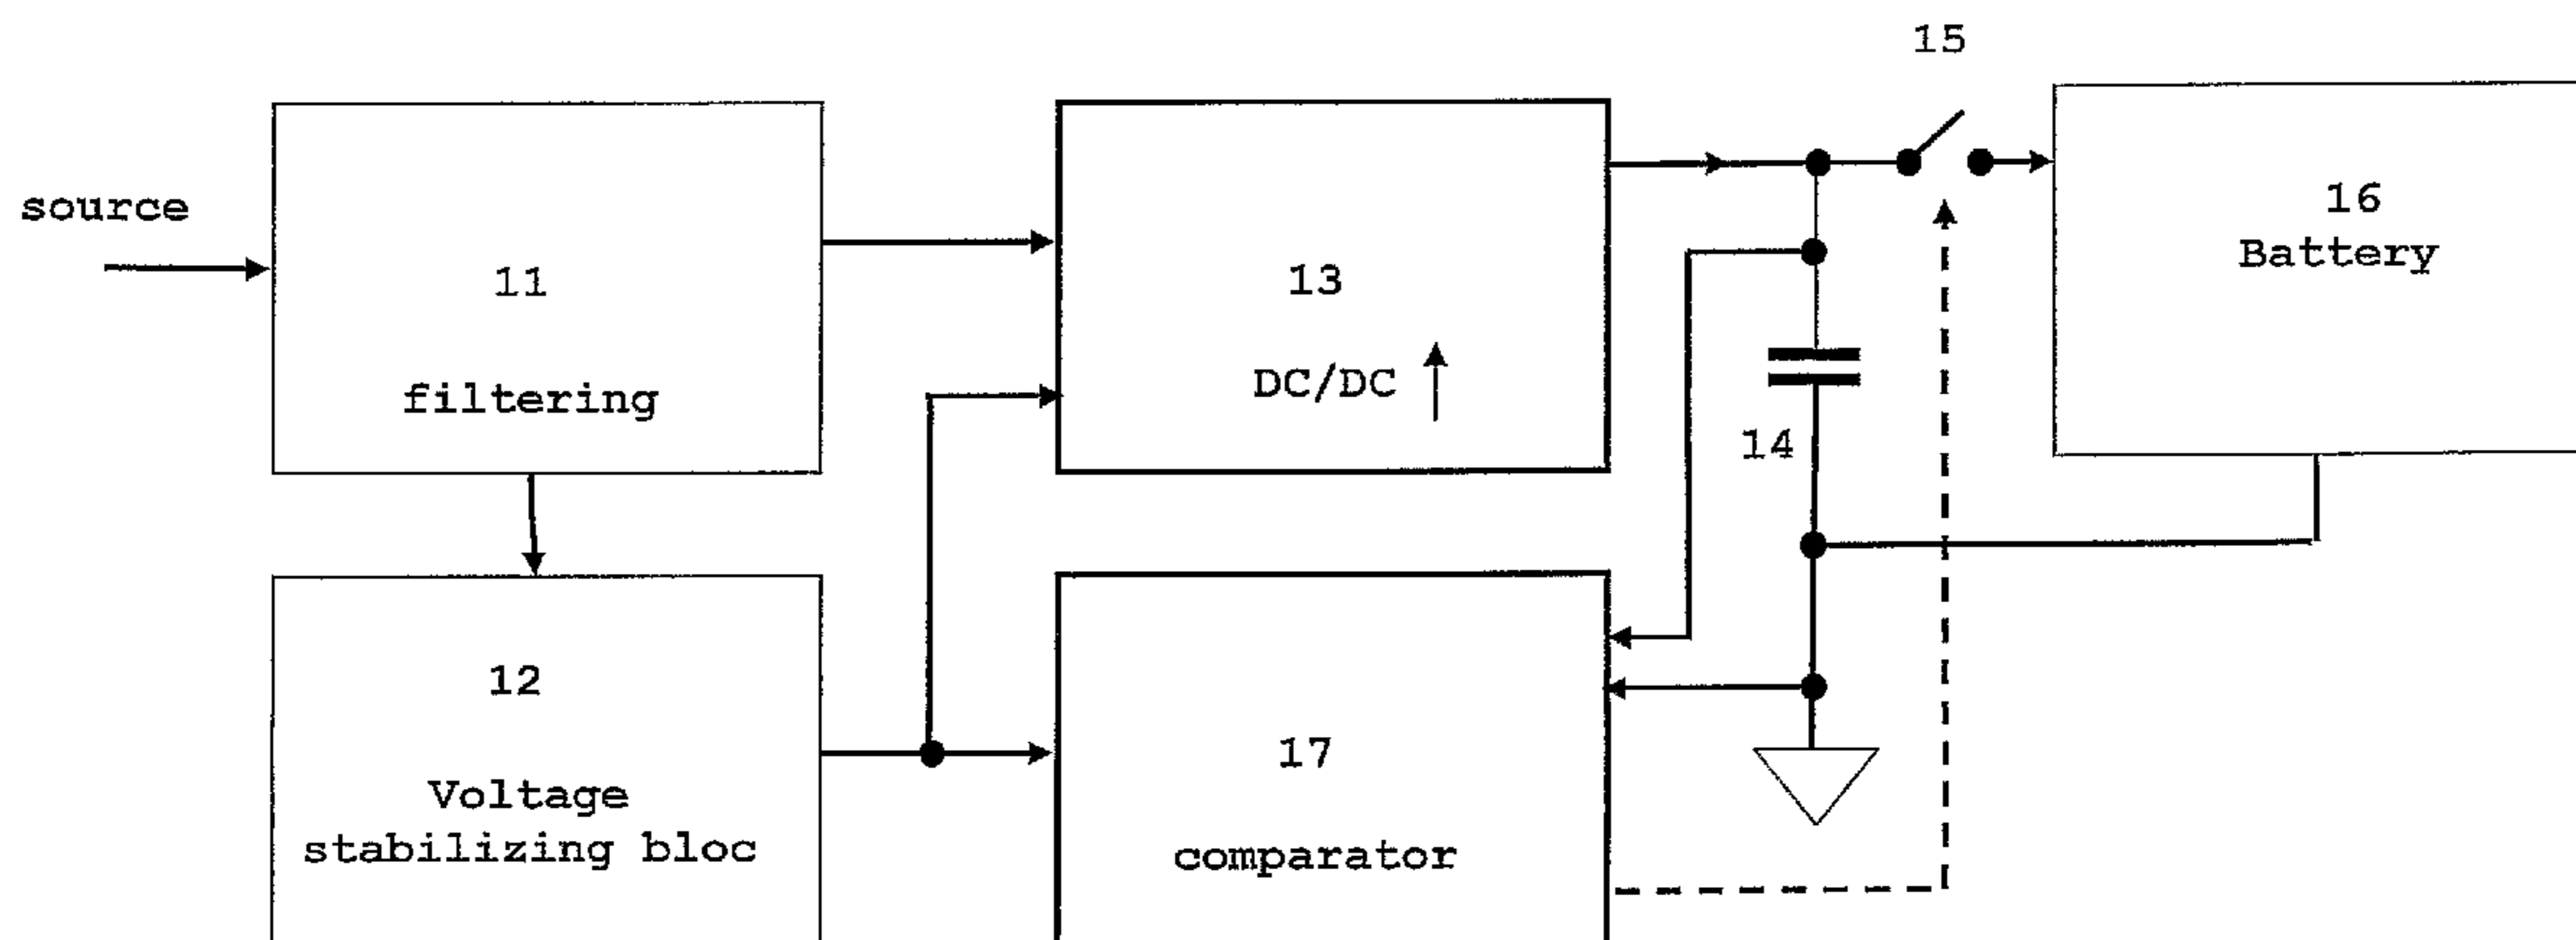 15
source
11
filtering
13
DC/DC
14
16
Battery
12
Voltage
stabilizing bloc
17
comparator